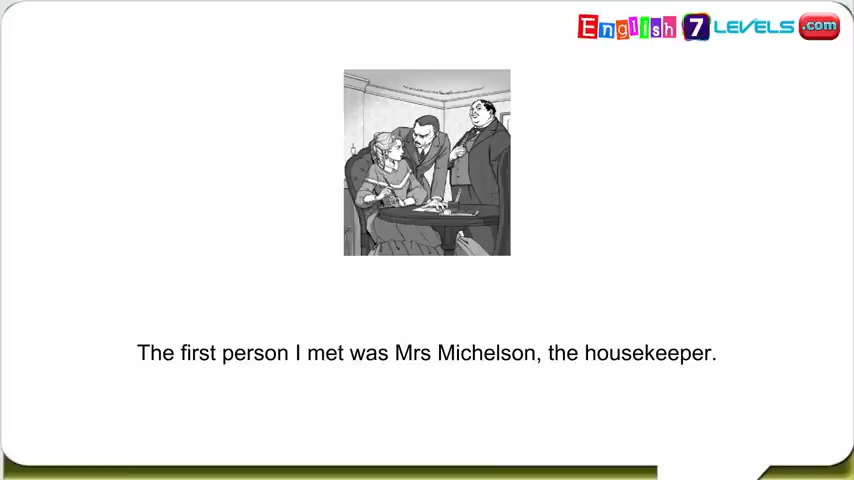 English 7 LEVELS .com
The first person I met was Mrs Michelson, the housekeeper.